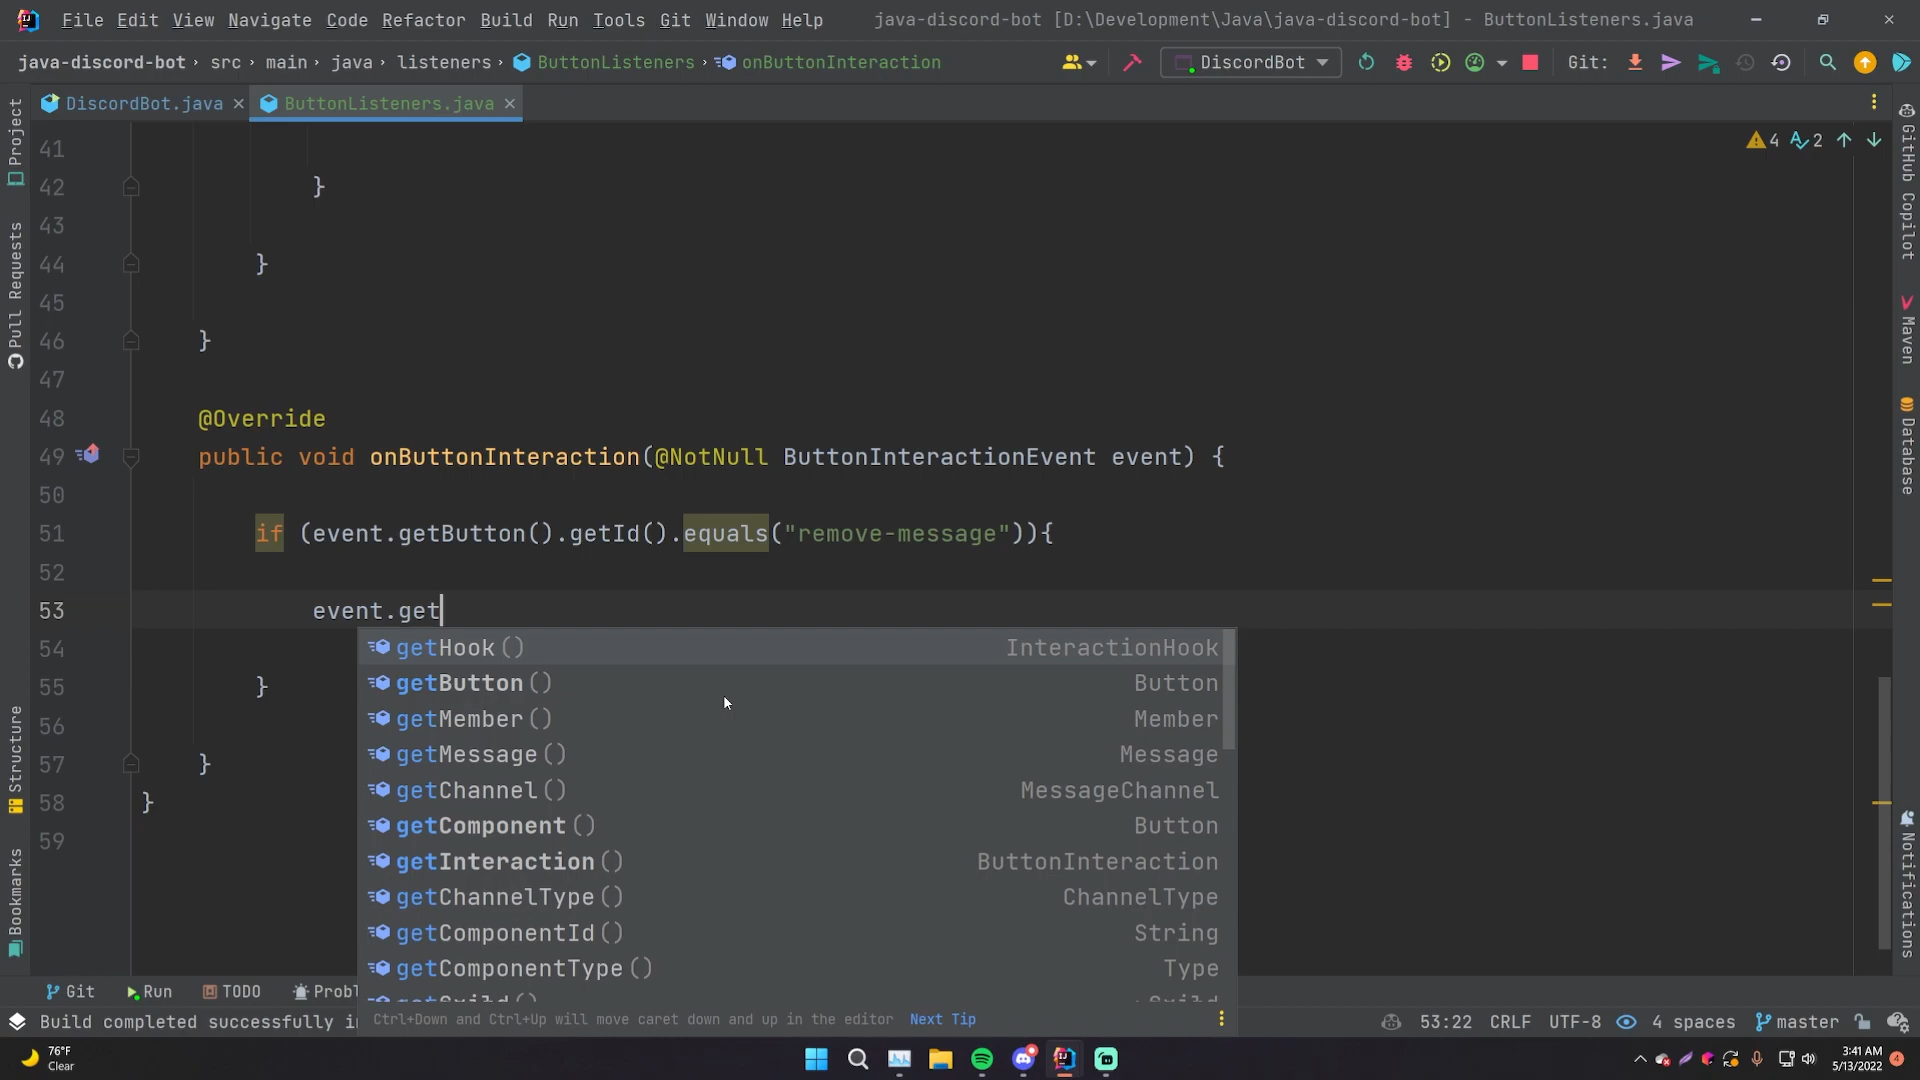 File Edit View Navigate Code Refactor Build Run Tools Git Window Help java-discord-bot [D:\Development\Java\java-discord-bot] - ButtonListeners.java
java-discord-bot › src › main › java › listeners › ButtonListeners › onButtonInteraction DiscordBot Git:
DiscordBot.java ButtonListeners.java
4 2
41
42 }
43
44 }
45
46 }
47
48 @Override
49 public void onButtonInteraction(@NotNull ButtonInteractionEvent event) {
50
51 if (event.getButton().getId().equals("remove-message")){
52
53 event.get
54
55 }
56
57 }
58 }
59
getHook() InteractionHook
getButton() Button
getMember() Member
getMessage() Message
getChannel() MessageChannel
getComponent() Button
getInteraction() ButtonInteraction
getChannelType() ChannelType
getComponentId() String
getComponentType() Type
Ctrl+Down and Ctrl+Up will move caret down and up in the editor Next Tip
Project
Pull Requests
Structure
Bookmarks
GitHub Copilot
Maven
Database
Notifications
Git Run TODO
Build completed successfully 53:22 CRLF UTF-8 4 spaces master
76°F
Clear
3:41 AM
5/13/2022
4